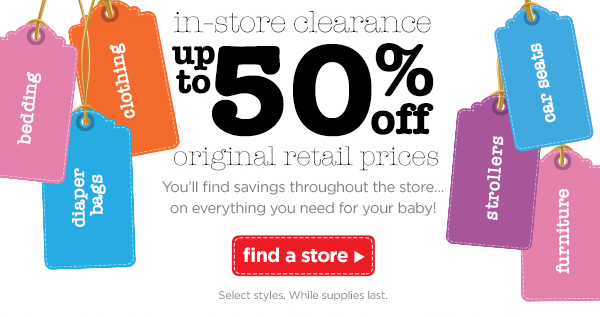 in-store clearance
up
to
50%
off
original retail prices
You'll find savings throughout the store...
on everything you need for your baby!
find a store
Select styles. While supplies last.
bedding
clothing
diaper
bags
car seats
strollers
furniture